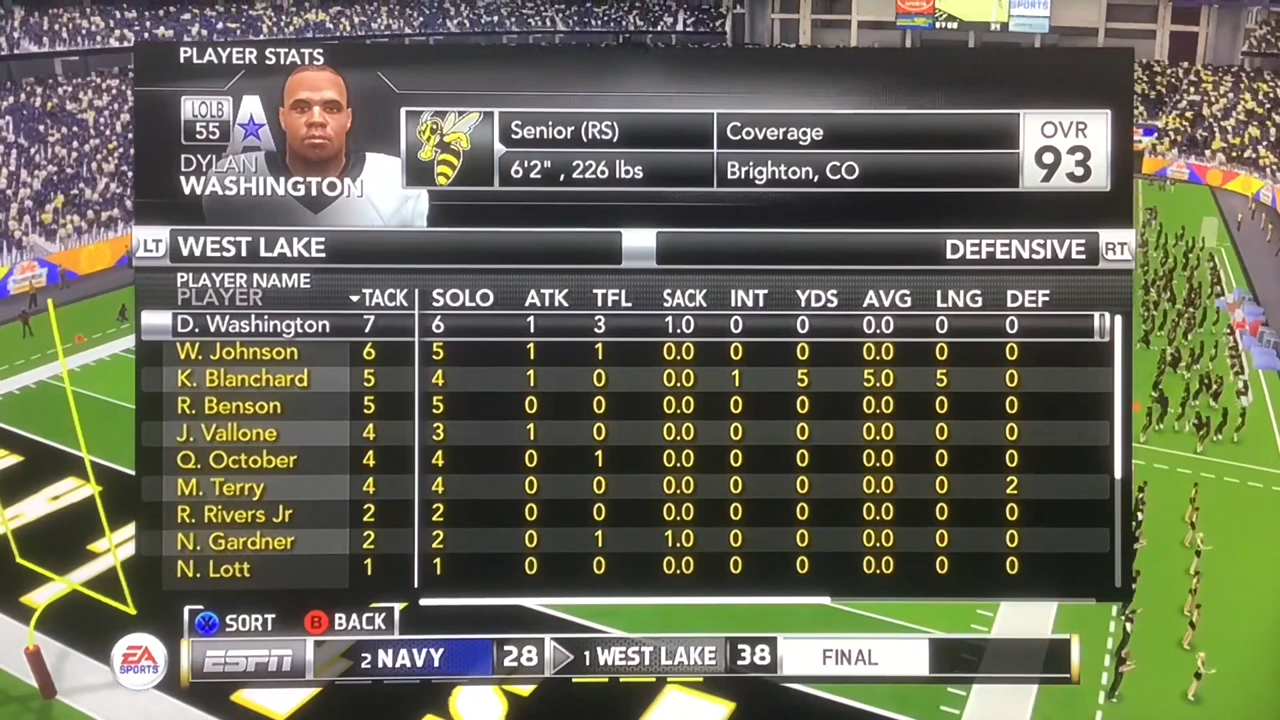 PLAYER STATS
LOLB
55
A
DYLAN
WASHINGTON
Senior (RS)
Coverage
6'2" , 226 lbs
Brighton, CO
OVR
93
LT WEST LAKE DEFENSIVE RT
PLAYER NAME
PLAYER TACK SOLO ATK TFL SACK INT YDS AVG LNG DEF
D. Washington 7 6 1 3 1.0 0 0 0.0 0 0
W. Johnson 6 5 1 1 0.0 0 0 0.0 0 0
K. Blanchard 5 4 1 0 0.0 1 5 5.0 5 0
R. Benson 5 5 0 0 0.0 0 0 0.0 0 0
J. Vallone 4 3 1 0 0.0 0 0 0.0 0 0
Q. October 4 4 0 1 0.0 0 0 0.0 0 0
M. Terry 4 4 0 0 0.0 0 0 0.0 0 2
R. Rivers Jr 2 2 0 0 0.0 0 0 0.0 0 0
N. Gardner 2 2 0 1 1.0 0 0 0.0 0 0
N. Lott 1 1 0 0 0.0 0 0 0.0 0 0
X SORT B BACK
EA SPORTS
ESPN 2 NAVY 28 1 WEST LAKE 38 FINAL
SPORTS